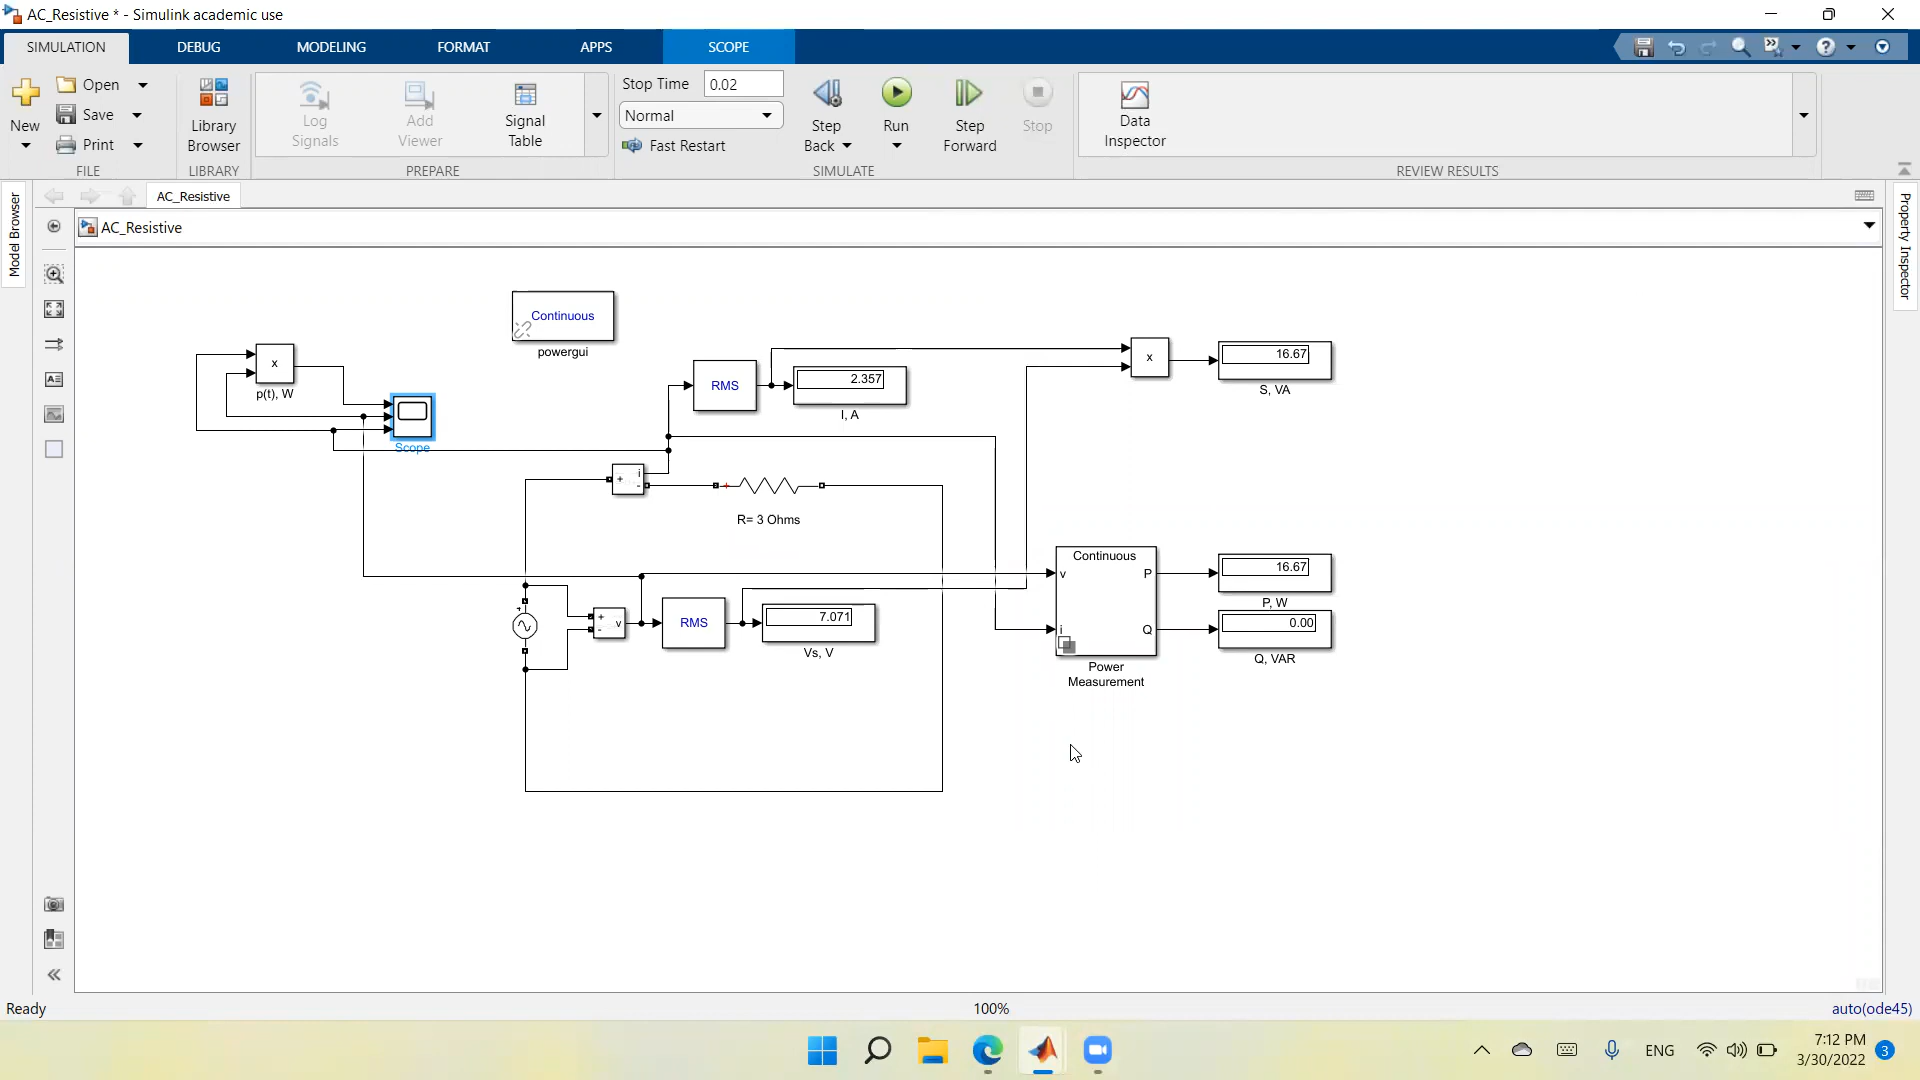 AC_Resistive * - Simulink academic use
SIMULATION
DEBUG
MODELING
FORMAT
APPS
SCOPE
New
Open
Save
Print
FILE
Library
Browser
LIBRARY
Log
Signals
Add
Viewer
Signal
Table
PREPARE
Stop Time 0.02
Normal
Fast Restart
Step
Back
Run
Step
Forward
Stop
SIMULATE
Data
Inspector
REVIEW RESULTS
Model Browser
Property Inspector
AC_Resistive
AC_Resistive
Continuous
powergui
x
p(t), W
Scope
RMS
2.357
I, A
x
16.67
S, VA
+ i
-
+
R= 3 Ohms
+
+ v
-
RMS
7.071
Vs, V
Continuous
v P
i Q
Power
Measurement
16.67
P, W
0.00
Q, VAR
Ready
100%
auto(ode45)
ENG
7:12 PM
3/30/2022
3